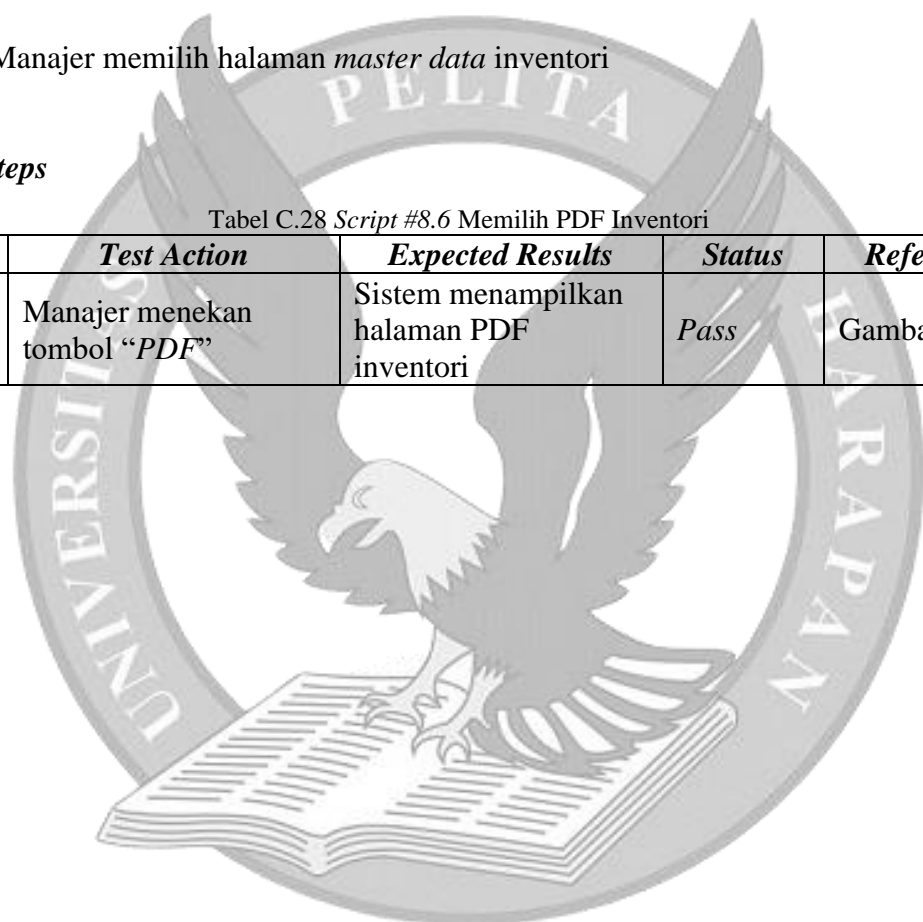 Manajer memilih halaman master data inventori
teps
Tabel C.28 Script #8.6 Memilih PDF Inventori
Test Action Expected Results Status Refe
Manajer menekan
tombol “PDF”
Sistem menampilkan
halaman PDF
inventori
Pass
Gamba
UNIVERSITAS PELITA HARAPAN